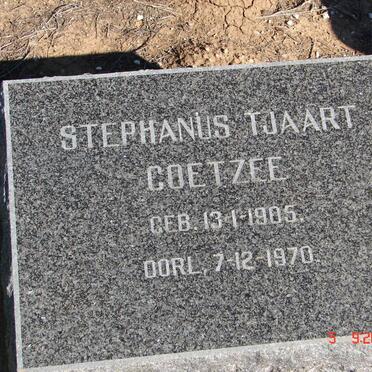 STEPHANUS TJAART
COETZEE
GEB. 13-1-1905.
OORL, 7-12-1970.